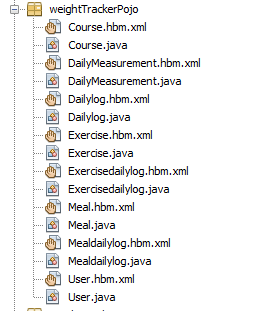 weightTrackerPojo
Course.hbm.xml
Course.java
DailyMeasurement.hbm.xml
DailyMeasurement.java
Dailylog.hbm.xml
Dailylog.java
Exercise.hbm.xml
Exercise.java
Exercisedailylog.hbm.xml
Exercisedailylog.java
Meal.hbm.xml
Meal.java
Mealdailylog.hbm.xml
Mealdailylog.java
User.hbm.xml
User.java